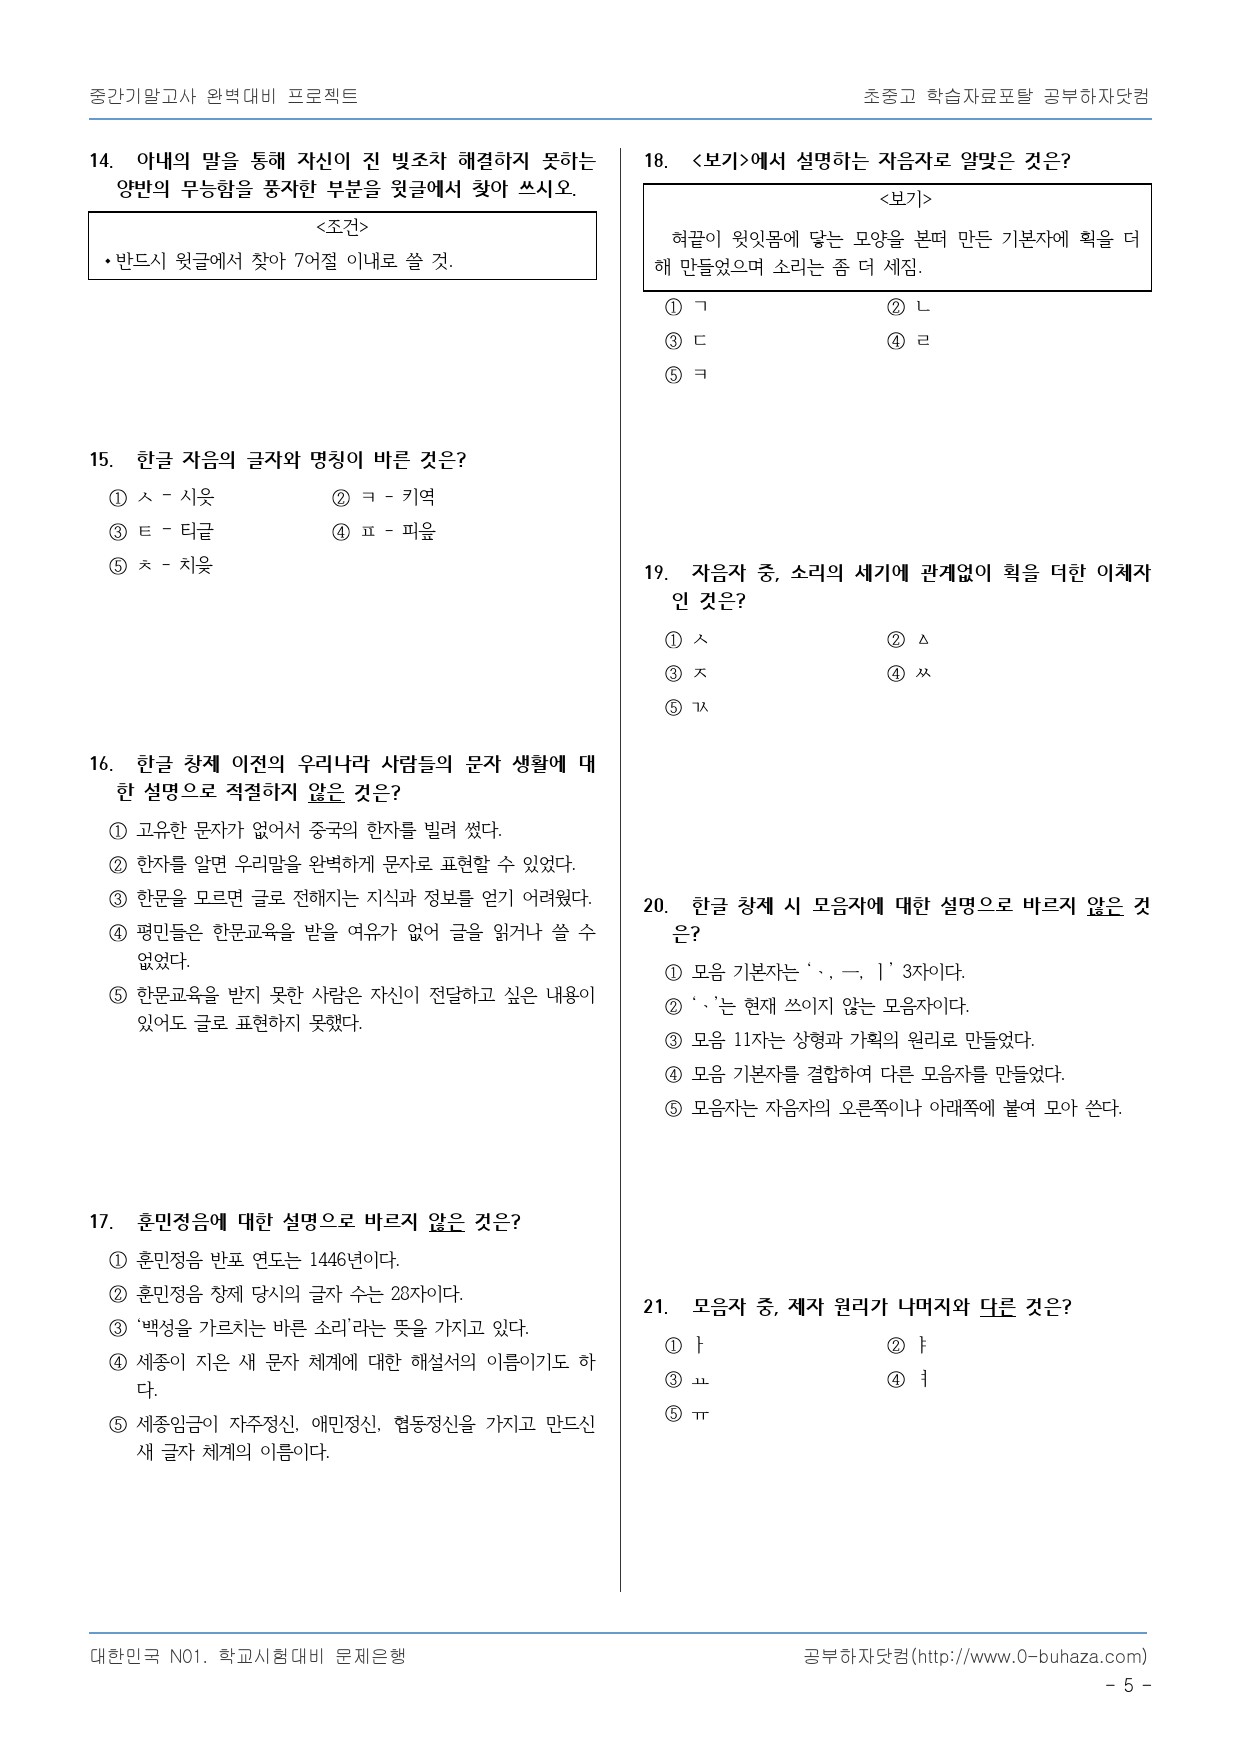 중간기말고사 완벽대비 프로젝트
초중고 학습자료포탈 공부하자닷컴
14. 아내의 말을 통해 자신이 진 빚조차 해결하지 못하는
양반의 무능함을 풍자한 부분을 윗글에서 찾아 쓰시오.
<조건>
• 반드시 윗글에서 찾아 7어절 이내로 쓸 것.
15. 한글 자음의 글자와 명칭이 바른 것은?
① ㅅ - 시읏 ② ㅋ - 키역
③ ㅌ - 티긑 ④ ㅍ - 피읖
⑤ ㅊ - 치읒
16. 한글 창제 이전의 우리나라 사람들의 문자 생활에 대
한 설명으로 적절하지 않은 것은?
① 고유한 문자가 없어서 중국의 한자를 빌려 썼다.
② 한자를 알면 우리말을 완벽하게 문자로 표현할 수 있었다.
③ 한문을 모르면 글로 전해지는 지식과 정보를 얻기 어려웠다.
④ 평민들은 한문교육을 받을 여유가 없어 글을 읽거나 쓸 수
없었다.
⑤ 한문교육을 받지 못한 사람은 자신이 전달하고 싶은 내용이
있어도 글로 표현하지 못했다.
17. 훈민정음에 대한 설명으로 바르지 않은 것은?
① 훈민정음 반포 연도는 1446년이다.
② 훈민정음 창제 당시의 글자 수는 28자이다.
③ ‘백성을 가르치는 바른 소리’라는 뜻을 가지고 있다.
④ 세종이 지은 새 문자 체계에 대한 해설서의 이름이기도 하
다.
⑤ 세종임금이 자주정신, 애민정신, 협동정신을 가지고 만드신
새 글자 체계의 이름이다.
18. <보기>에서 설명하는 자음자로 알맞은 것은?
<보기>
혀끝이 윗잇몸에 닿는 모양을 본떠 만든 기본자에 획을 더
해 만들었으며 소리는 좀 더 세짐.
① ㄱ ② ㄴ
③ ㄷ ④ ㄹ
⑤ ㅋ
19. 자음자 중, 소리의 세기에 관계없이 획을 더한 이체자
인 것은?
① ㅅ ② ㅿ
③ ㅈ ④ ㅆ
⑤ ㄳ
20. 한글 창제 시 모음자에 대한 설명으로 바르지 않은 것
은?
① 모음 기본자는 ‘ㆍ, ㅡ, ㅣ’ 3자이다.
② ‘ㆍ’는 현재 쓰이지 않는 모음자이다.
③ 모음 11자는 상형과 가획의 원리로 만들었다.
④ 모음 기본자를 결합하여 다른 모음자를 만들었다.
⑤ 모음자는 자음자의 오른쪽이나 아래쪽에 붙여 모아 쓴다.
21. 모음자 중, 제자 원리가 나머지와 다른 것은?
① ㅏ ② ㅑ
③ ㅛ ④ ㅕ
⑤ ㅠ
대한민국 N01. 학교시험대비 문제은행
공부하자닷컴(http://www.0-buhaza.com)
- 5 -